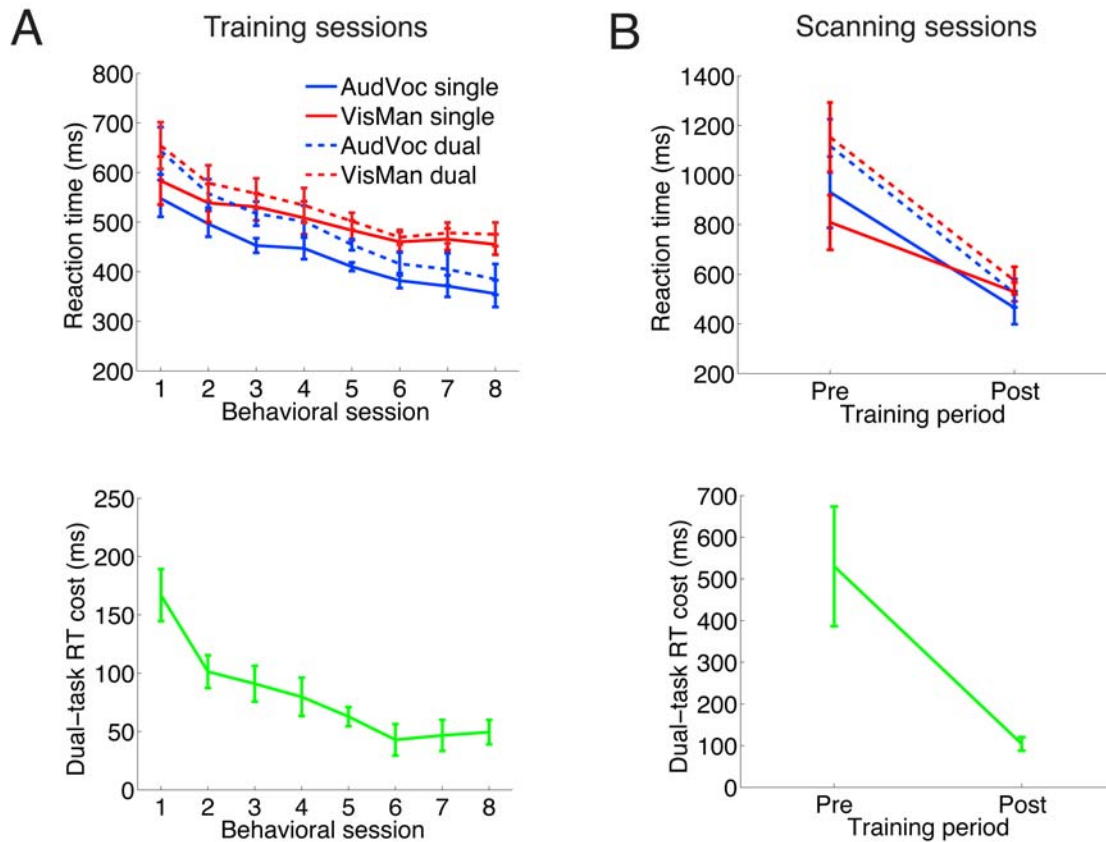 A
Training sessions
800
700
600
500
400
300
200
Reaction time (ms)
AudVoc single
VisMan single
AudVoc dual
VisMan dual
1 2 3 4 5 6 7 8
Behavioral session
B
Scanning sessions
1400
1200
1000
800
600
400
200
Reaction time (ms)
Pre Post
Training period
250
200
150
100
50
0
Dual-task RT cost (ms)
1 2 3 4 5 6 7 8
Behavioral session
700
600
500
400
300
200
100
0
Dual-task RT cost (ms)
Pre Post
Training period